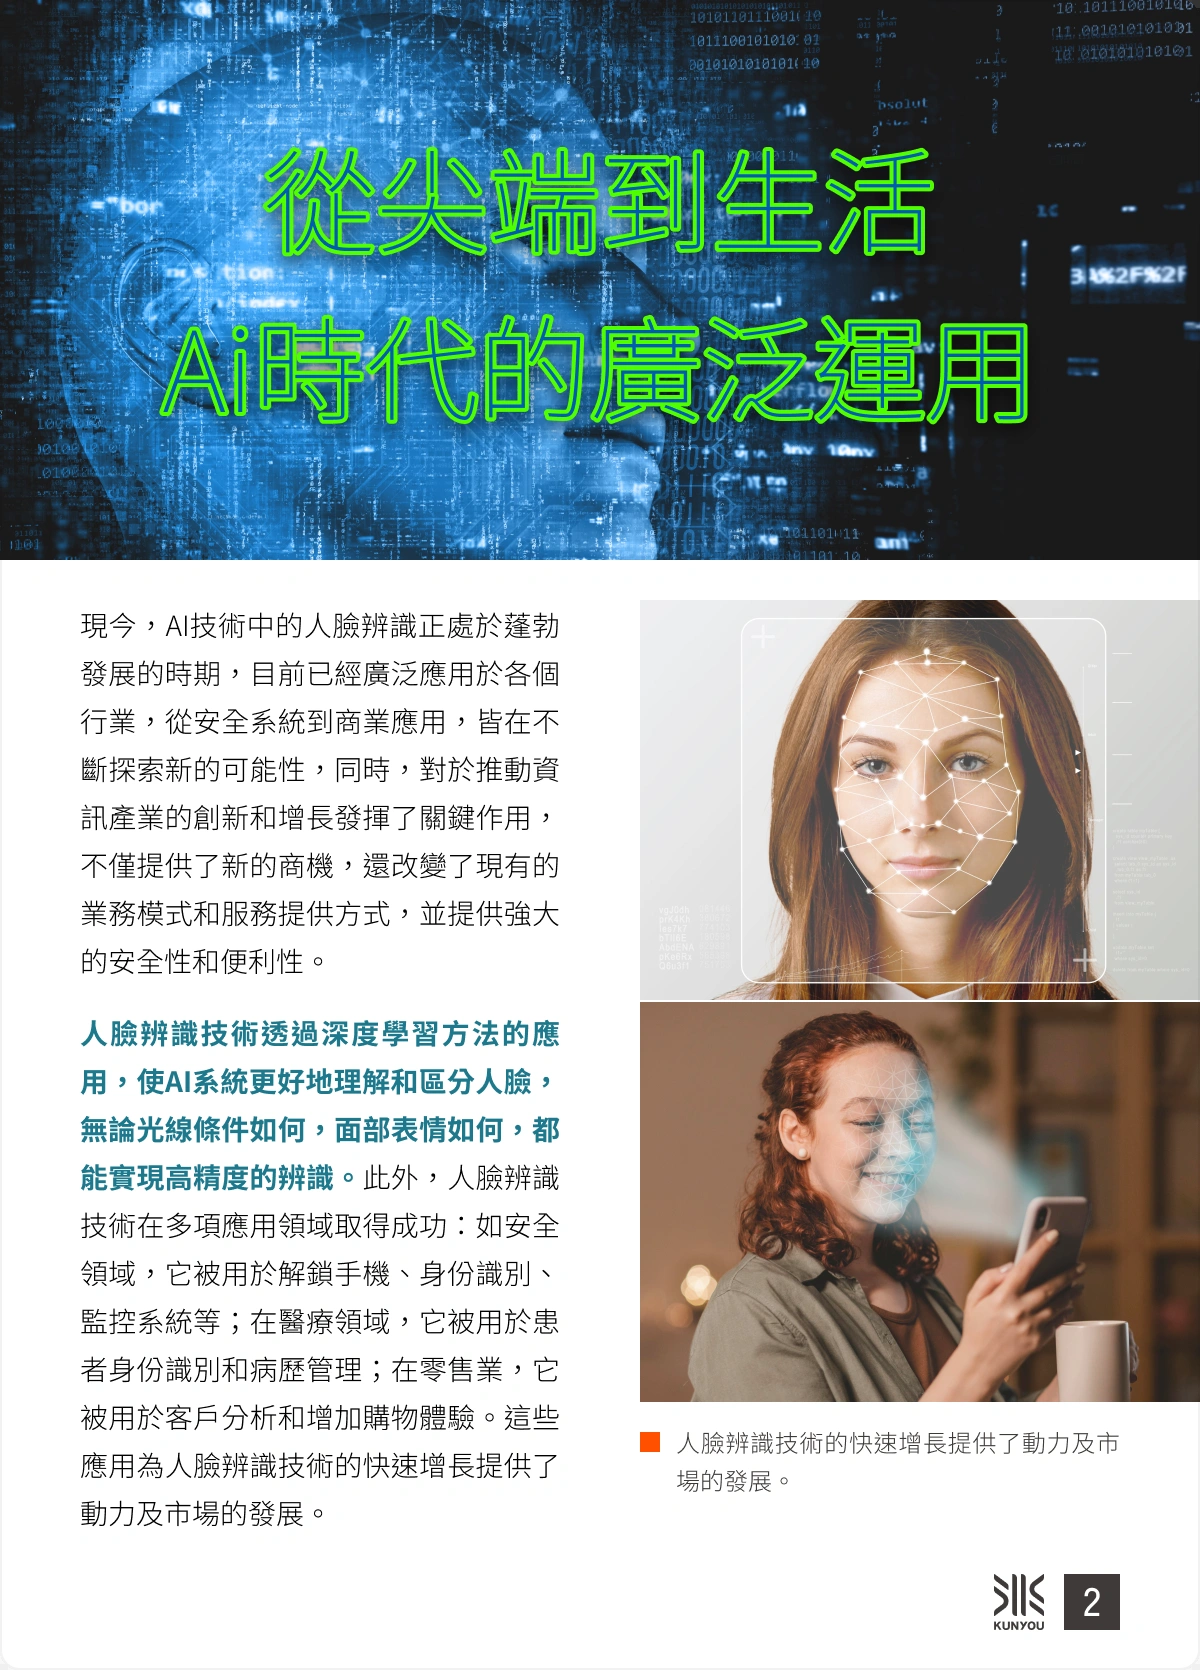 從尖端到生活
Ai時代的廣泛運用
現今，AI技術中的人臉辨識正處於蓬勃
發展的時期，目前已經廣泛應用於各個
行業，從安全系統到商業應用，皆在不
斷探索新的可能性，同時，對於推動資
訊產業的創新和增長發揮了關鍵作用，
不僅提供了新的商機，還改變了現有的
業務模式和服務提供方式，並提供強大
的安全性和便利性。
人臉辨識技術透過深度學習方法的應
用，使AI系統更好地理解和區分人臉，
無論光線條件如何，面部表情如何，都
能實現高精度的辨識。此外，人臉辨識
技術在多項應用領域取得成功：如安全
領域，它被用於解鎖手機、身份識別、
監控系統等；在醫療領域，它被用於患
者身份識別和病歷管理；在零售業，它
被用於客戶分析和增加購物體驗。這些
應用為人臉辨識技術的快速增長提供了
動力及市場的發展。
人臉辨識技術的快速增長提供了動力及市
場的發展。
KUNYOU
2